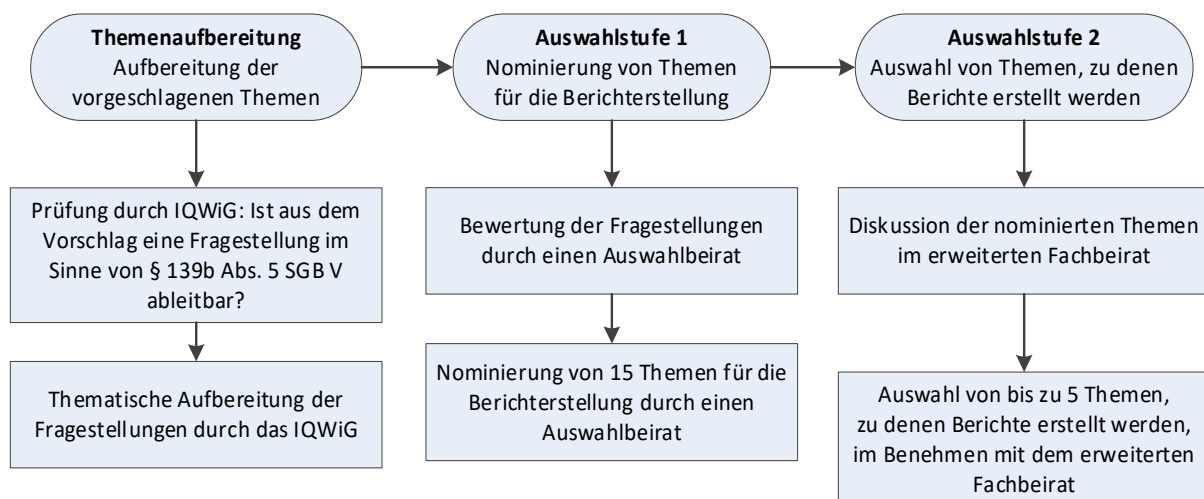 Themenaufbereitung
Aufbereitung der
vorgeschlagenen Themen
Prüfung durch IQWiG: Ist aus dem
Vorschlag eine Fragestellung im
Sinne von § 139b Abs. 5 SGB V
ableitbar?
Thematische Aufbereitung der
Fragestellungen durch das IQWiG
Auswahlstufe 1
Nominierung von Themen
für die Berichterstellung
Bewertung der Fragestellungen
durch einen Auswahlbeirat
Nominierung von 15 Themen für die
Berichterstellung durch einen
Auswahlbeirat
Auswahlstufe 2
Auswahl von Themen, zu denen
Berichte erstellt werden
Diskussion der nominierten Themen
im erweiterten Fachbeirat
Auswahl von bis zu 5 Themen,
zu denen Berichte erstellt werden,
im Benehmen mit dem erweiterten
Fachbeirat